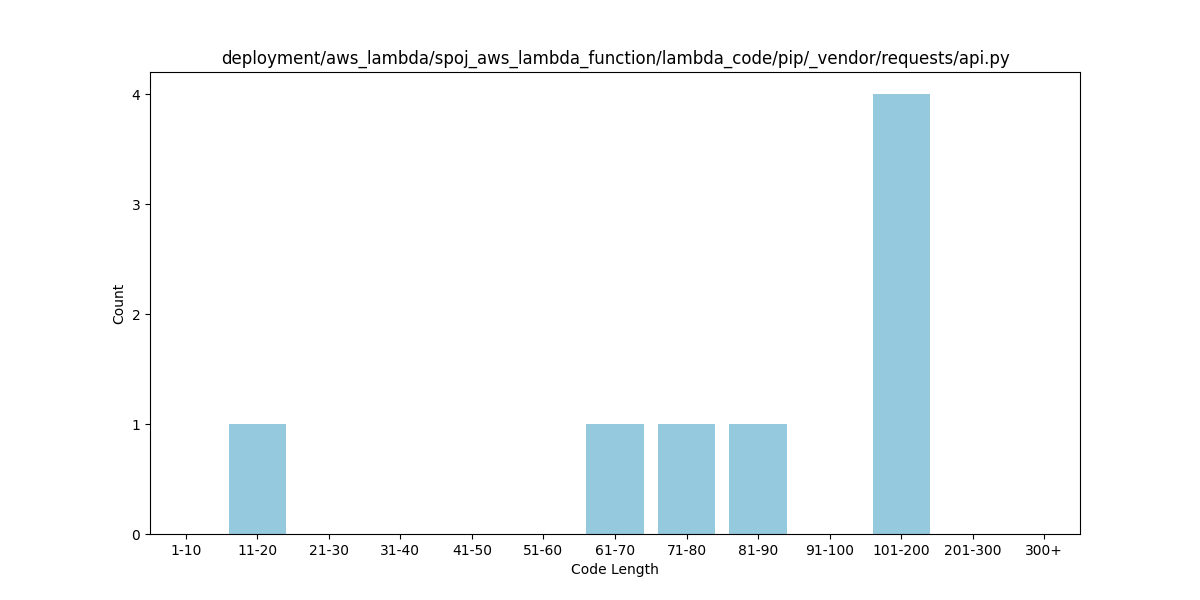 deployment/aws_lambda/spoj_aws_lambda_function/lambda_code/pip/_vendor/requests/api.py
4
3
2
1
0
Count
1-10 11-20 21-30 31-40 41-50 51-60 61-70 71-80 81-90 91-100 101-200 201-300 300+
Code Length